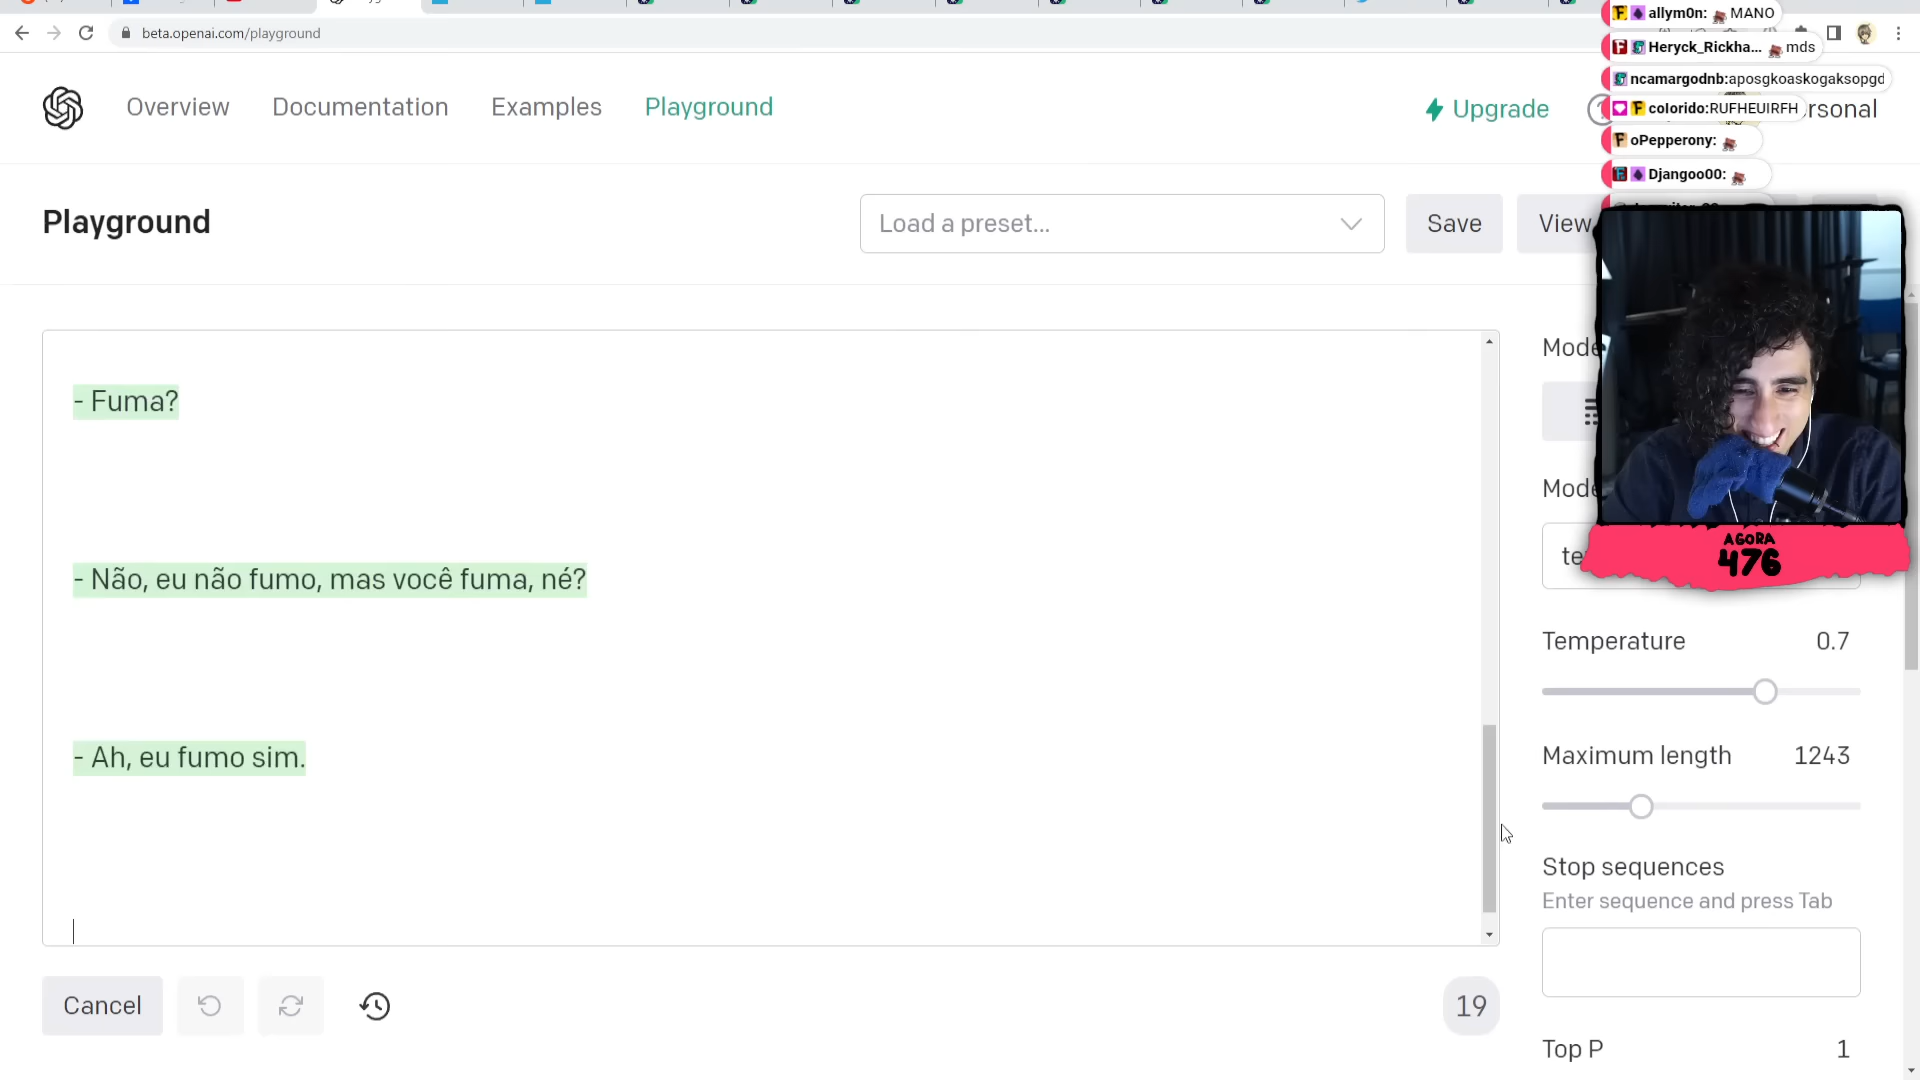 beta.openai.com/playground
Overview
Documentation
Examples
Playground
Upgrade
rsonal
Playground
Load a preset...
Save
View
- Fuma?
- Não, eu não fumo, mas você fuma, né?
- Ah, eu fumo sim.
Cancel
19
Mode
Mode
te
Temperature 0.7
Maximum length 1243
Stop sequences
Enter sequence and press Tab
Top P 1
allym0n: MANO
Heryck_Rickha... mds
ncamargodnb:aposgkoaskogaksopgd
colorido:RUFHEUIRFH
oPepperony:
Djangoo00:
AGORA
476